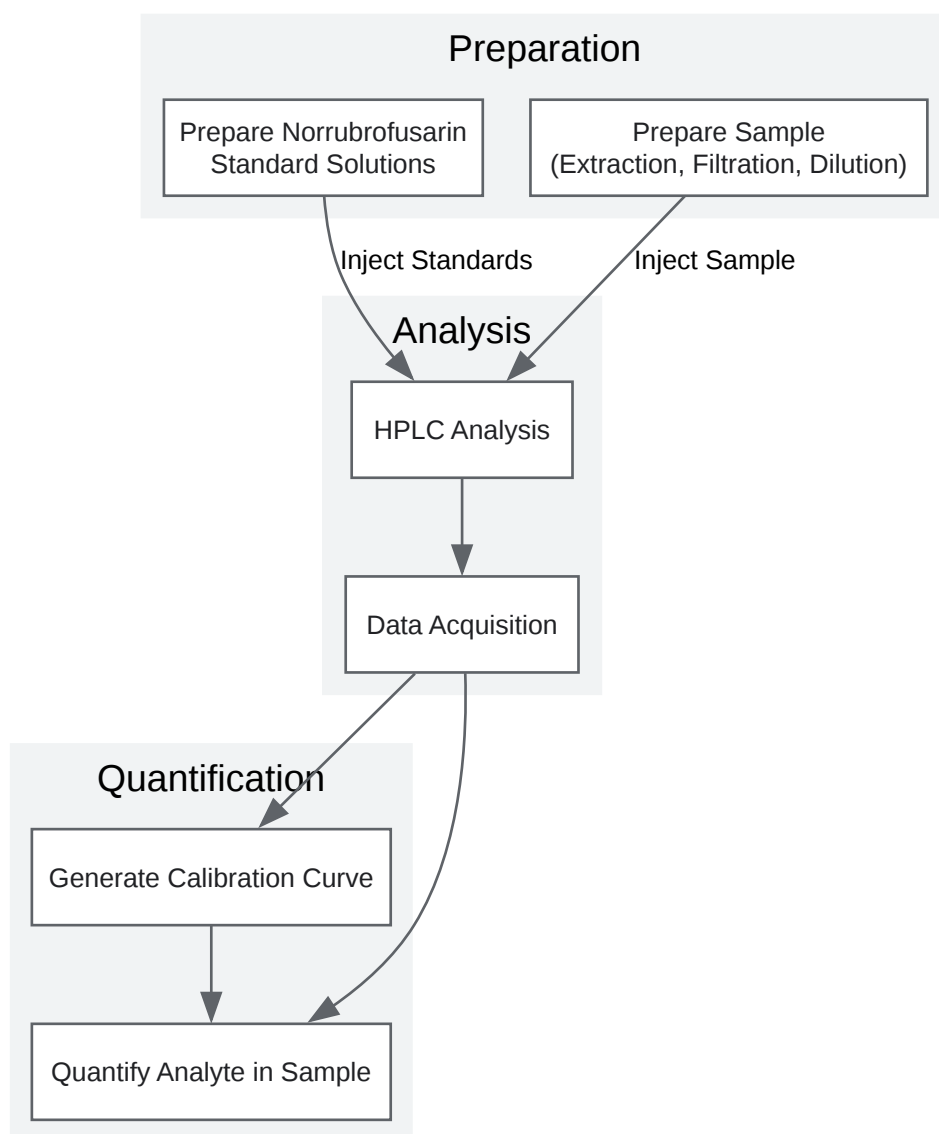 Preparation
Prepare Norrubrofusarin
Standard Solutions
Prepare Sample
(Extraction, Filtration, Dilution)
Inject Standards
Inject Sample
Analysis
HPLC Analysis
Data Acquisition
Quantification
Generate Calibration Curve
Quantify Analyte in Sample